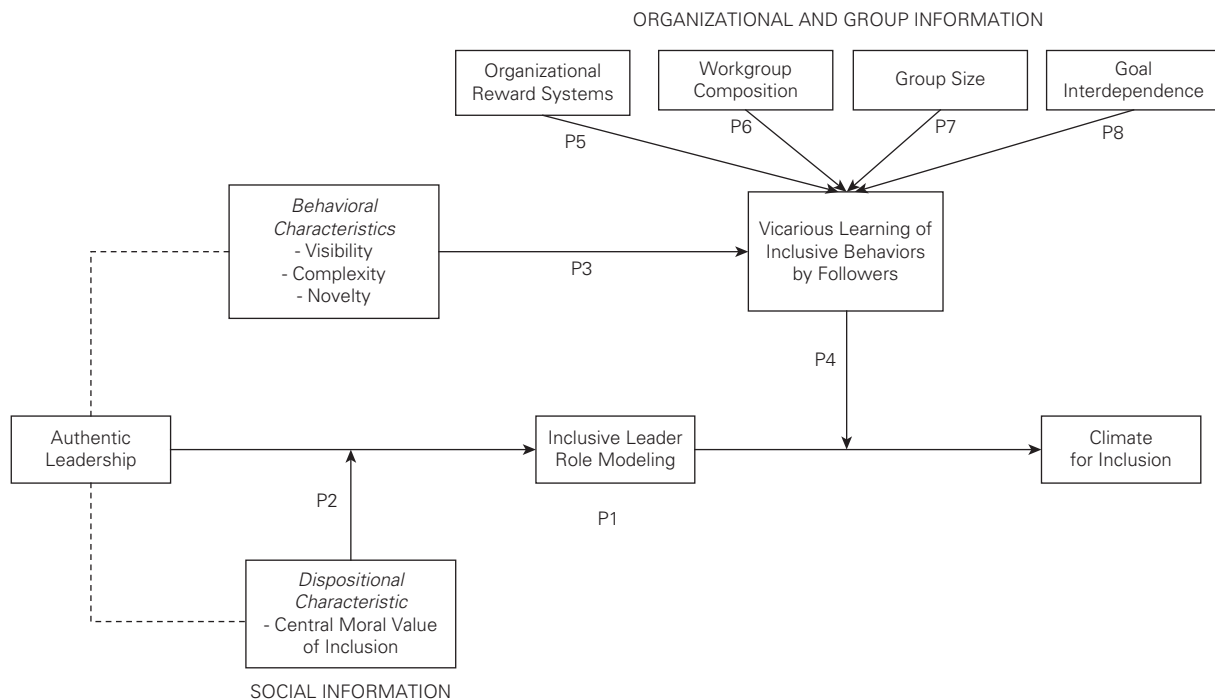 ORGANIZATIONAL AND GROUP INFORMATION
Organizational
Reward Systems
Workgroup
Composition
Group Size
Goal
Interdependence
P5
P6
P7
P8
Behavioral
Characteristics
- Visibility
- Complexity
- Novelty
P3
Vicarious Learning of
Inclusive Behaviors
by Followers
P4
Authentic
Leadership
Inclusive Leader
Role Modeling
Climate
for Inclusion
P2
P1
Dispositional
Characteristic
- Central Moral Value
of Inclusion
SOCIAL INFORMATION